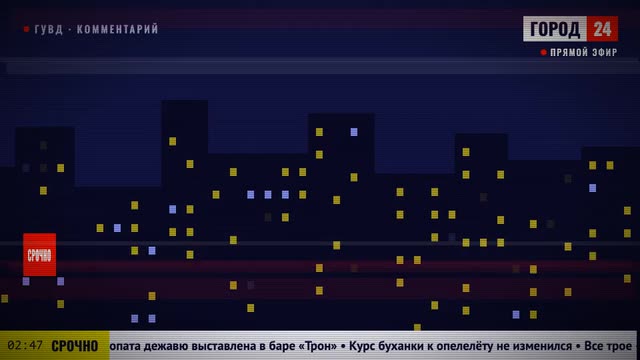 ГУВД · КОММЕНТАРИЙ
ГОРОД 24
ПРЯМОЙ ЭФИР
СРОЧНО
02:47 СРОЧНО опата дежавю выставлена в баре «Трон» • Курс буханки к опелелёту не изменился • Все трое